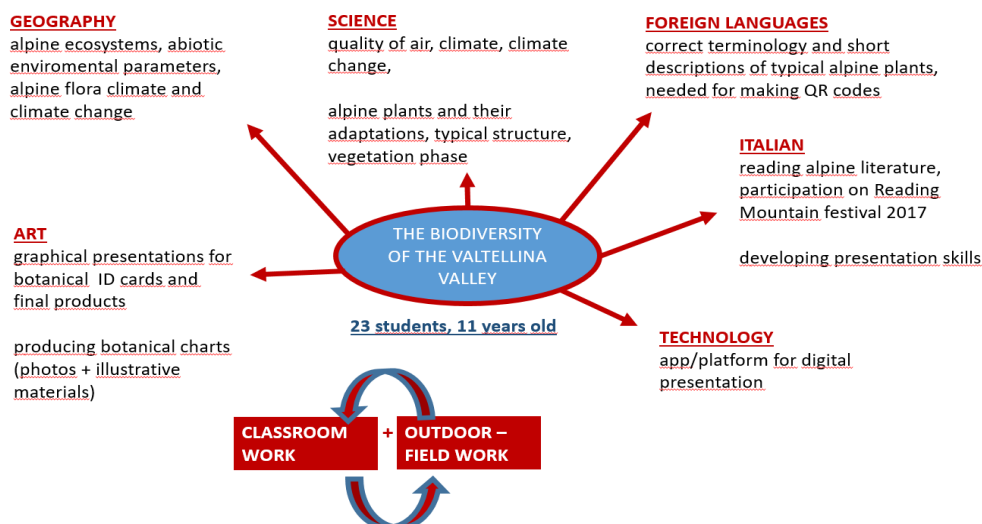 GEOGRAPHY
alpine ecosystems, abiotic
enviromental parameters,
alpine flora climate and
climate change
SCIENCE
quality of air, climate, climate
change,
alpine plants and their
adaptations, typical structure,
vegetation phase
FOREIGN LANGUAGES
correct terminology and short
descriptions of typical alpine plants,
needed for making QR codes
ITALIAN
reading alpine literature,
participation on Reading
Mountain festival 2017
developing presentation skills
ART
graphical presentations for
botanical ID cards and
final products
producing botanical charts
(photos + illustrative
materials)
THE BIODIVERSITY
OF THE VALTELLINA
VALLEY
23 students, 11 years old
TECHNOLOGY
app/platform for digital
presentation
CLASSROOM
WORK
+
OUTDOOR –
FIELD WORK